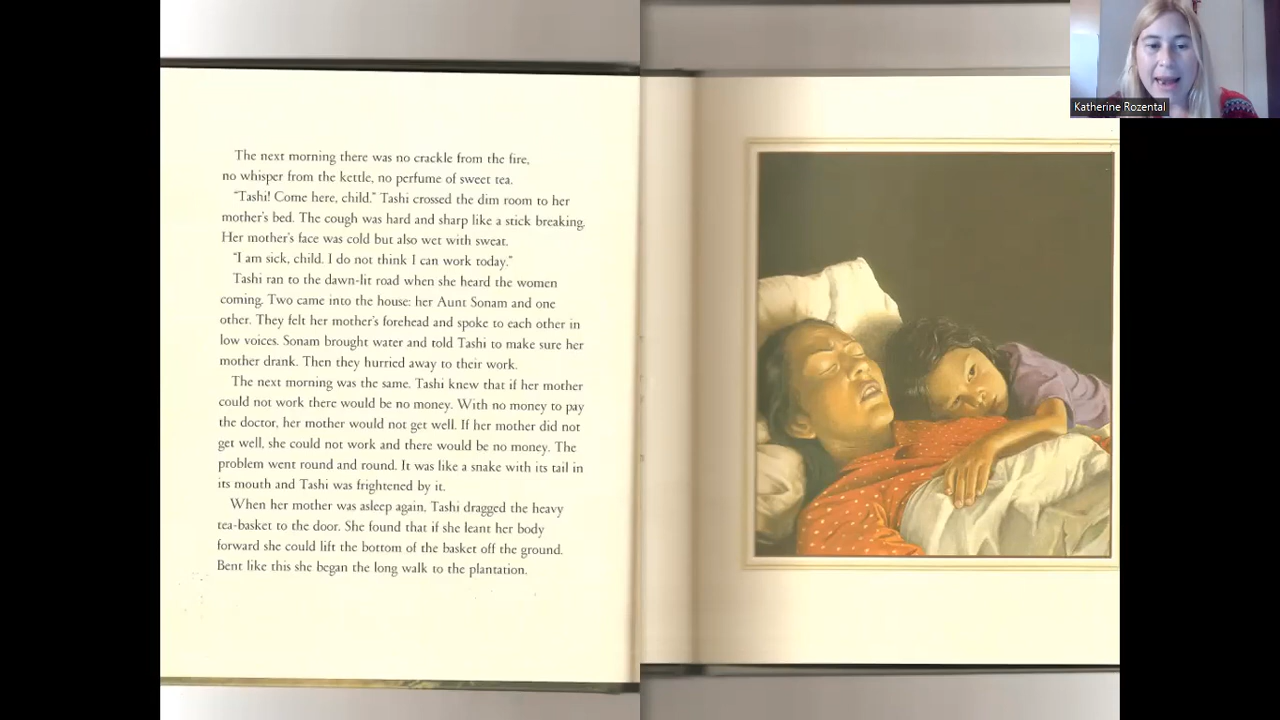 The next morning there was no crackle from the fire,
no whisper from the kettle, no perfume of sweet tea.
"Tashi! Come here, child." Tashi crossed the dim room to her
mother's bed. The cough was hard and sharp like a stick breaking.
Her mother's face was cold but also wet with sweat.
"I am sick, child. I do not think I can work today."
Tashi ran to the dawn-lit road when she heard the women
coming. Two came into the house: her Aunt Sonam and one
other. They felt her mother's forehead and spoke to each other in
low voices. Sonam brought water and told Tashi to make sure her
mother drank. Then they hurried away to their work.
The next morning was the same. Tashi knew that if her mother
could not work there would be no money. With no money to pay
the doctor, her mother would not get well. If her mother did not
get well, she could not work and there would be no money. The
problem went round and round. It was like a snake with its tail in
its mouth and Tashi was frightened by it.
When her mother was asleep again, Tashi dragged the heavy
tea-basket to the door. She found that if she leant her body
forward she could lift the bottom of the basket off the ground.
Bent like this she began the long walk to the plantation.
Katherine Rozental